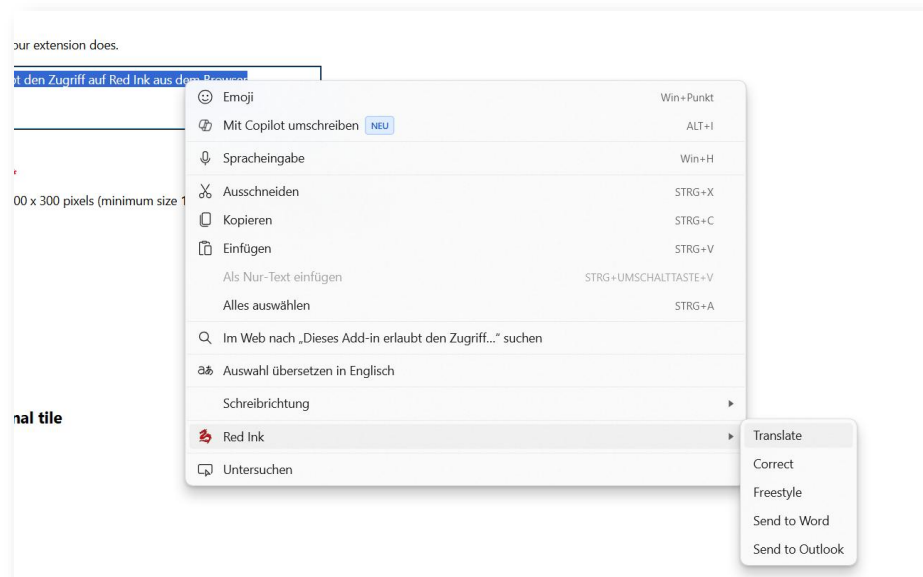 our extension does.
bt den Zugriff auf Red Ink aus dem Browser
Emoji Win+Punkt
Mit Copilot umschreiben NEU ALT+I
*
Spracheingabe Win+H
Ausschneiden STRG+X
00 x 300 pixels (minimum size 1
Kopieren STRG+C
Einfügen STRG+V
Als Nur-Text einfügen STRG+UMSCHALTTASTE+V
Alles auswählen STRG+A
Im Web nach „Dieses Add-in erlaubt den Zugriff...“ suchen
aあ Auswahl übersetzen in Englisch
Schreibrichtung
nal tile
Red Ink
Untersuchen
Translate
Correct
Freestyle
Send to Word
Send to Outlook